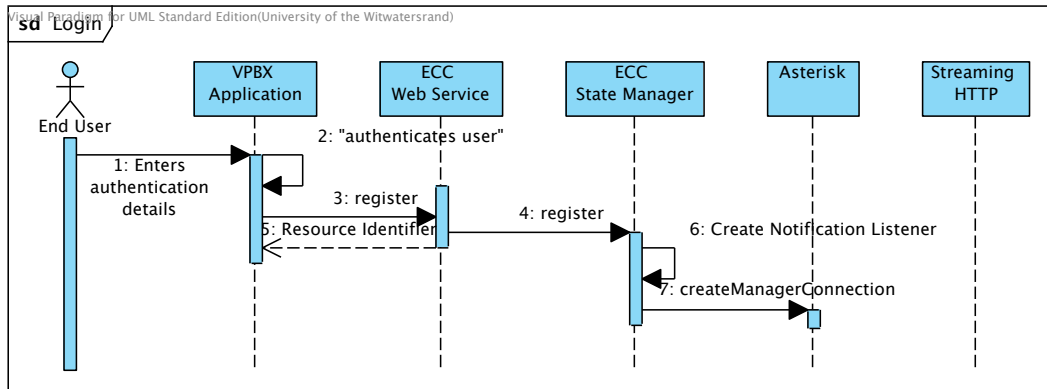 Visual Paradigm for UML Standard Edition(University of the Witwatersrand)
sd Login
VPBX
Application
ECC
Web Service
ECC
State Manager
Asterisk
Streaming
HTTP
End User
2: "authenticates user"
1: Enters
authentication
details
3: register
4: register
5: Resource Identifier
6: Create Notification Listener
7: createManagerConnection